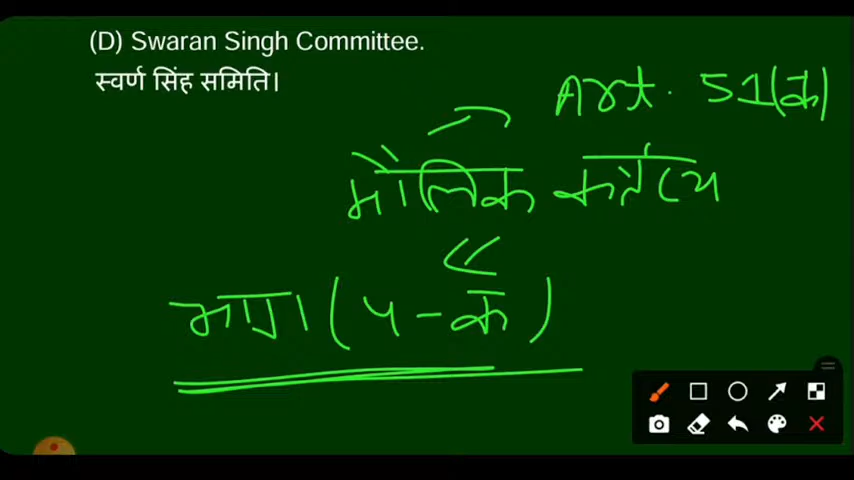 (D) Swaran Singh Committee.
स्वर्ण सिंह समिति।
Art. 51(क)
मौलिक कर्तव्य
भाग (4-क)